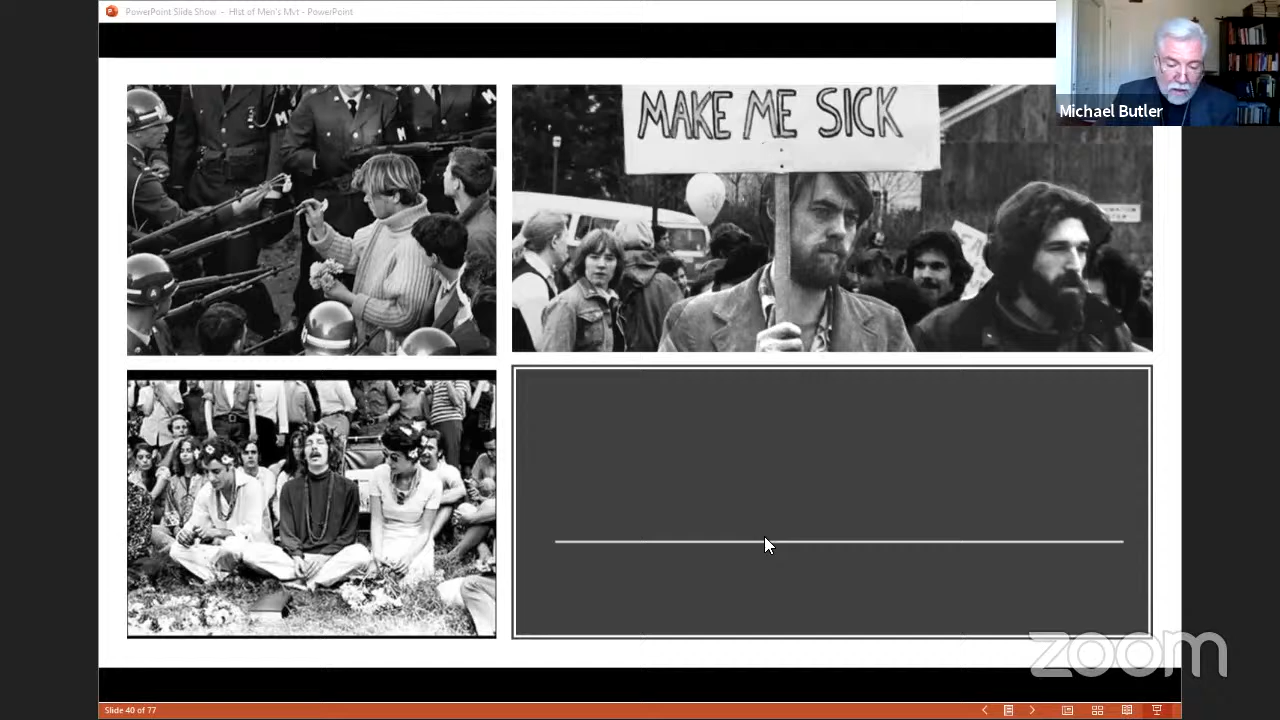 PowerPoint Slide Show - Hist of Men's Mvt - PowerPoint
MAKE ME SICK
Michael Butler
zoom
Slide 40 of 77